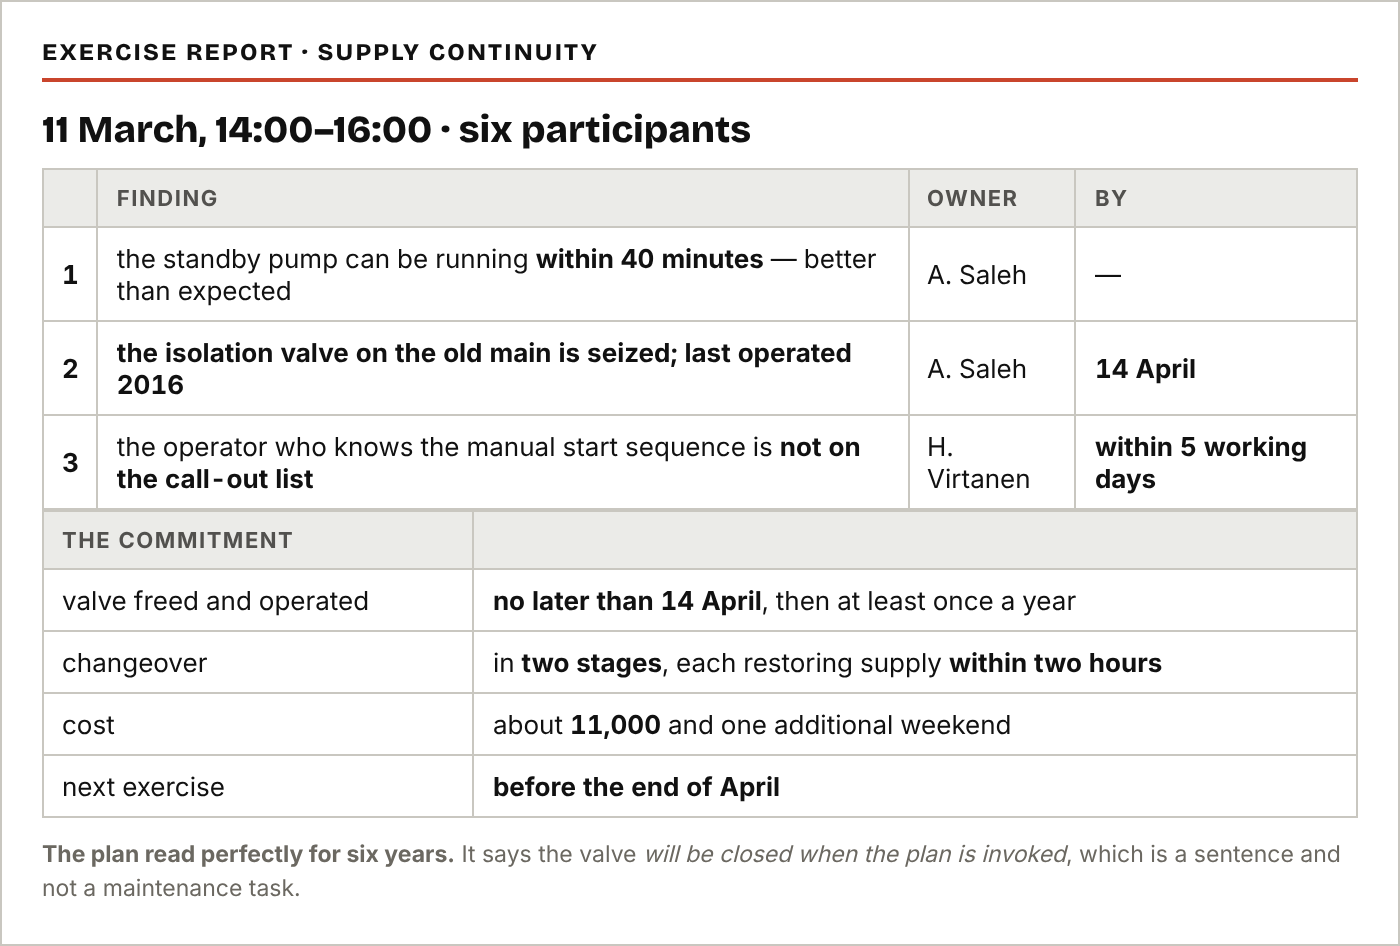 EXERCISE REPORT · SUPPLY CONTINUITY
11 March, 14:00–16:00 · six participants
FINDING OWNER BY
1 the standby pump can be running within 40 minutes — better than expected A. Saleh —
2 the isolation valve on the old main is seized; last operated 2016 A. Saleh 14 April
3 the operator who knows the manual start sequence is not on the call-out list H. Virtanen within 5 working days
THE COMMITMENT
valve freed and operated no later than 14 April, then at least once a year
changeover in two stages, each restoring supply within two hours
cost about 11,000 and one additional weekend
next exercise before the end of April
The plan read perfectly for six years. It says the valve will be closed when the plan is invoked, which is a sentence and
not a maintenance task.